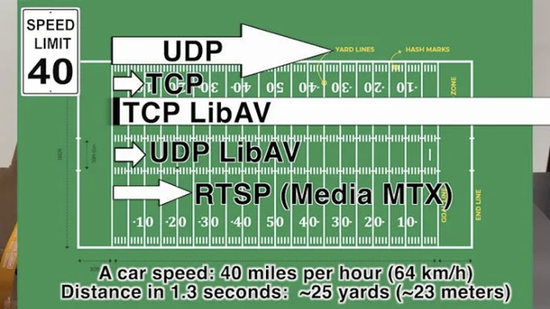 SPEED
LIMIT
40
UDP
YARD LINES
HASH MARKS
TCP
TCP LibAV
UDP LibAV
RTSP (Media MTX)
ZONE
GOAL LINE
END LINE
-10 -20 -30 -40 50 40- 30- 20- 10-
A car speed: 40 miles per hour (64 km/h)
Distance in 1.3 seconds: ~25 yards (~23 meters)